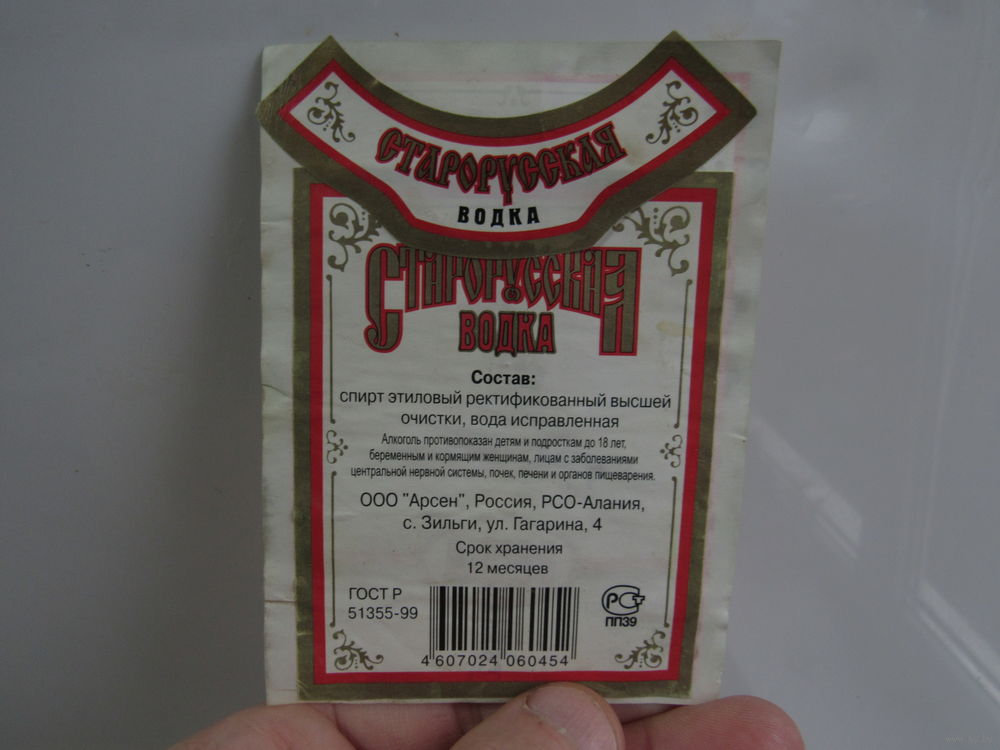 СТАРОРУССКАЯ
ВОДКА
СТАРОРУССКАЯ
ВОДКА
Состав:
спирт этиловый ректификованный высшей
очистки, вода исправленная
Алкоголь противопоказан детям и подросткам до 18 лет,
беременным и кормящим женщинам, лицам с заболеваниями
центральной нервной системы, почек, печени и органов пищеварения.
ООО "Арсен", Россия, РСО-Алания,
с. Зильги, ул. Гагарина, 4
Срок хранения
12 месяцев
ГОСТ Р
51355-99
РСТ
ПП39
4 607024 060454